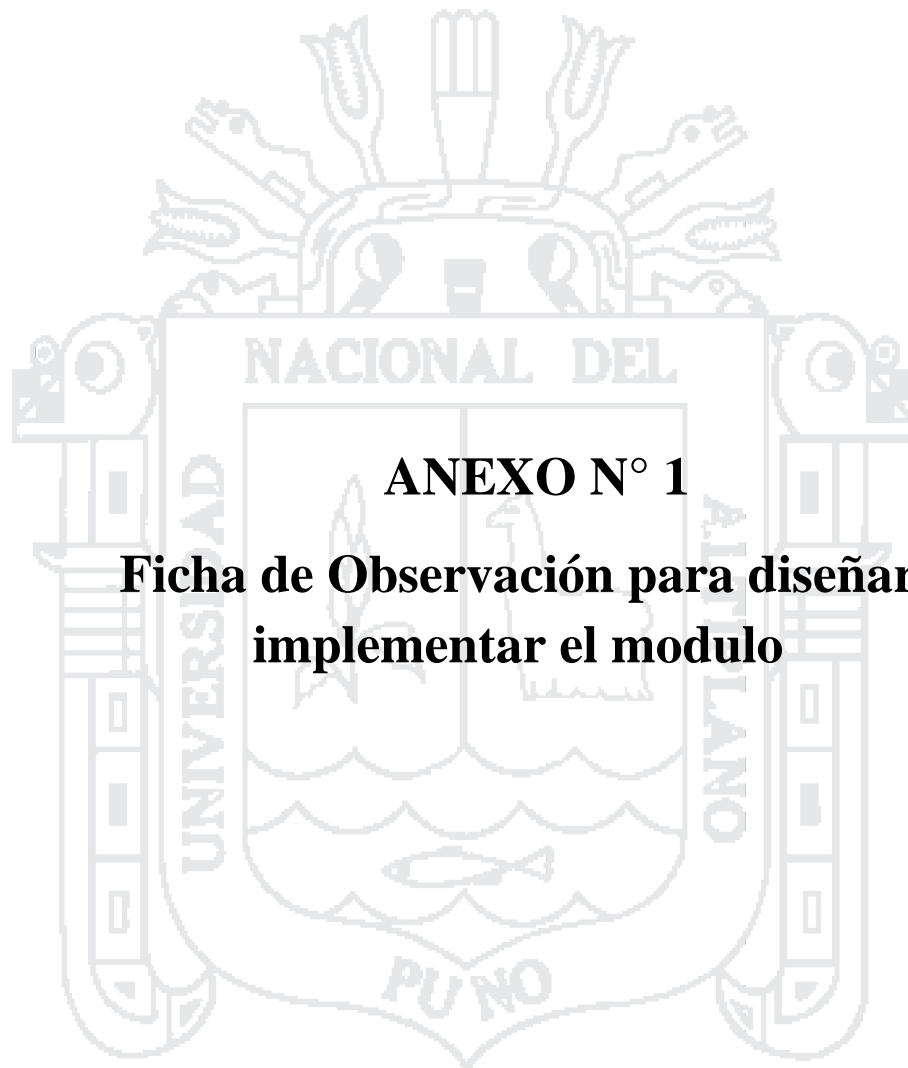 NACIONAL DEL
UNIVERSIDAD
ALTIPLANO
ANEXO N° 1
Ficha de Observación para diseñar
implementar el modulo
PUNO